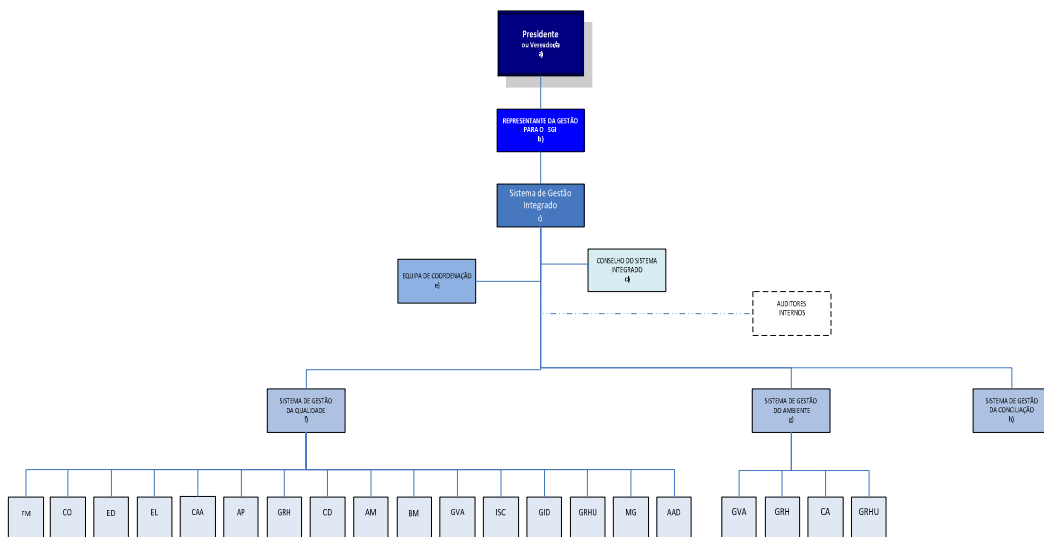 Presidente
ou Vereador/a
a)
REPRESENTANTE DA GESTÃO
PARA O SGI
b)
Sistema de Gestão
Integrado
c)
EQUIPA DE COORDENAÇÃO
e)
CONSELHO DO SISTEMA
INTEGRADO
d)
AUDITORES
INTERNOS
SISTEMA DE GESTÃO
DA QUALIDADE
f)
SISTEMA DE GESTÃO
DO AMBIENTE
g)
SISTEMA DE GESTÃO
DA CONCILIAÇÃO
h)
FM
CO
ED
EL
CAA
AP
GRH
CD
AM
BM
GVA
ISC
GID
GRHU
MG
AAD
GVA
GRH
CA
GRHU